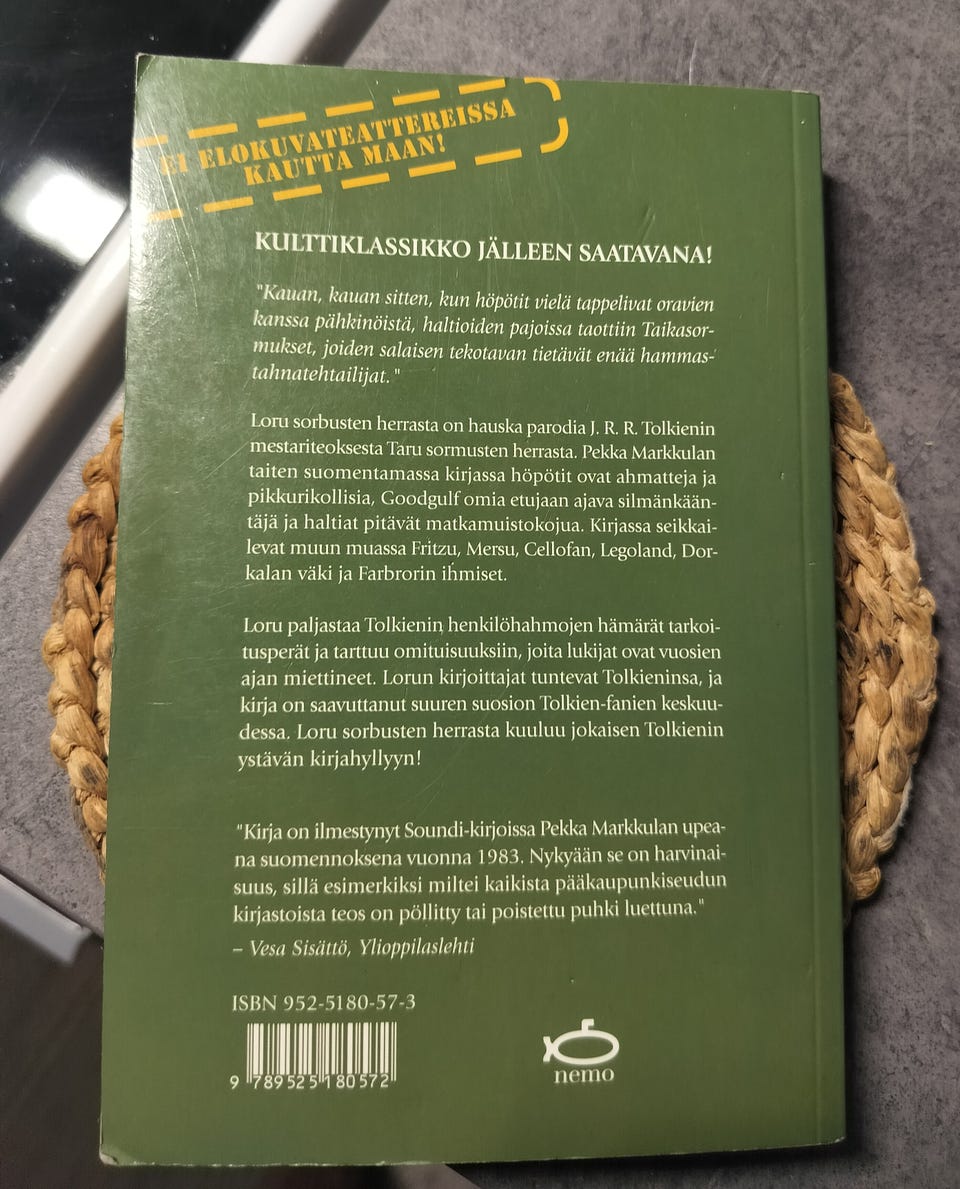 EI ELOKUVATEATTEREISSA
KAUTTA MAAN!
KULTTIKLASSIKKO JÄLLEEN SAATAVANA!
"Kauan, kauan sitten, kun höpötit vielä tappelivat oravien
kanssa pähkinöistä, haltioiden pajoissa taottiin Taikasor-
mukset, joiden salaisen tekotavan tietävät enää hammas-
tahnatehtailijat."
Loru sorbusten herrasta on hauska parodia J. R. R. Tolkienin
mestariteoksesta Taru sormusten herrasta. Pekka Markkulan
taiten suomentamassa kirjassa höpötit ovat ahmatteja ja
pikkurikollisia, Goodgulf omia etujaan ajava silmänkään-
täjä ja haltiat pitävät matkamuistokojua. Kirjassa seikkai-
levat muun muassa Fritzu, Mersu, Cellofan, Legoland, Dor-
kalan väki ja Farbrorin ihmiset.
Loru paljastaa Tolkienin henkilöhahmojen hämärät tarkoi-
tusperät ja tarttuu omituisuuksiin, joita lukijat ovat vuosien
ajan miettineet. Lorun kirjoittajat tuntevat Tolkieninsa, ja
kirja on saavuttanut suuren suosion Tolkien-fanien keskuu-
dessa. Loru sorbusten herrasta kuuluu jokaisen Tolkienin
ystävän kirjahyllyyn!
"Kirja on ilmestynyt Soundi-kirjoissa Pekka Markkulan upea-
na suomennoksena vuonna 1983. Nykyään se on harvinai-
suus, sillä esimerkiksi miltei kaikista pääkaupunkiseudun
kirjastoista teos on pöllitty tai poistettu puhki luettuna."
– Vesa Sisättö, Ylioppilaslehti
ISBN 952-5180-57-3
9 789525 180572
nemo